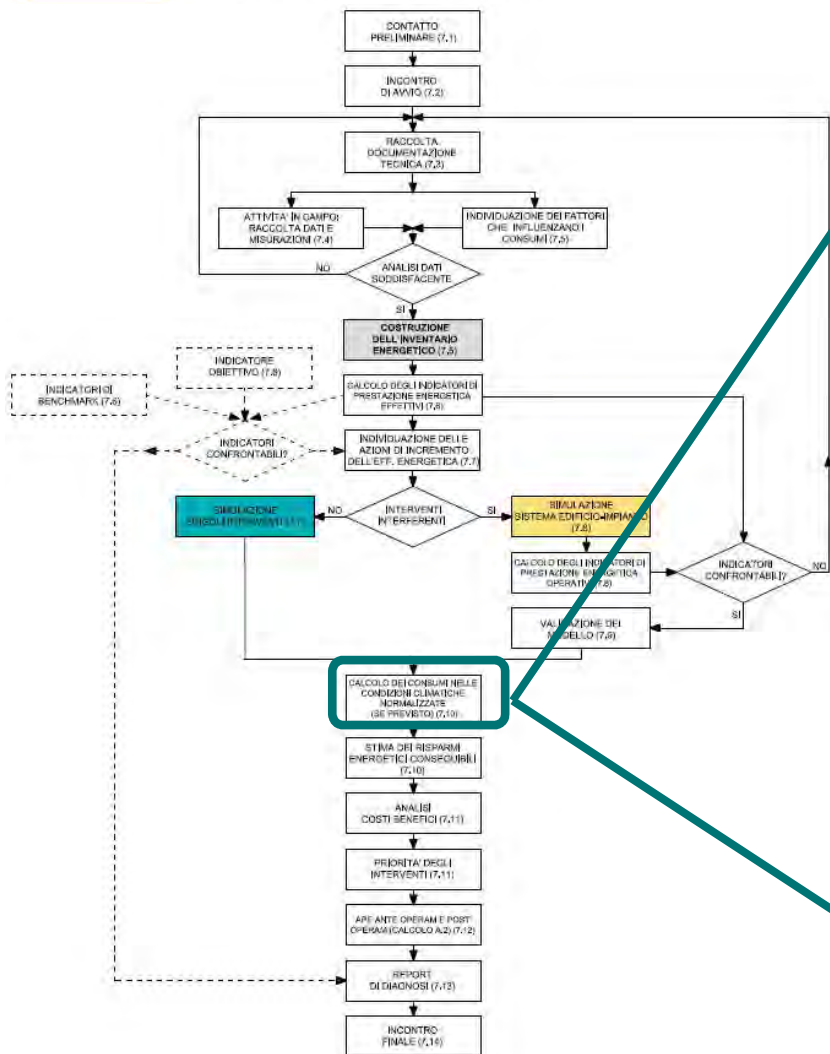 CONTATTO
PRELIMINARE (7.1)
INCONTRO
DI AVVIO (7.2)
RACCOLTA
DOCUMENTAZIONE
TECNICA (7.3)
ATTIVITA' IN CAMPO:
RACCOLTA DATI E
MISURAZIONI (7.4)
INDIVIDUAZIONE DEI FATTORI
CHE INFLUENZANO I
CONSUMI (7.5)
NO
ANALISI DATI
SODDISFACENTE
SI
COSTRUZIONE
DELL'INVENTARIO
ENERGETICO (7.5)
INDICATORE
OBIETTIVO (7.8)
INDICATORI DI
BENCHMARK (7.6)
CALCOLO DEGLI INDICATORI DI
PRESTAZIONE ENERGETICA
EFFETTIVI (7.6)
INDICATORI
CONFRONTABILI?
INDIVIDUAZIONE DELLE
AZIONI DI INCREMENTO
DELL'EFF. ENERGETICA (7.7)
SIMULAZIONE
SINGOLI INTERVENTI
NO
INTERVENTI
INTERFERENTI
SI
SIMULAZIONE
SISTEMA EDIFICIO-IMPIANTO
(7.8)
CALCOLO DEGLI INDICATORI DI
PRESTAZIONE ENERGETICA
OPERATIVI (7.8)
INDICATORI
CONFRONTABILI?
NO
SI
VALIDAZIONE DEL
MODELLO (7.9)
CALCOLO DEI CONSUMI NELLE
CONDIZIONI CLIMATICHE
NORMALIZZATE
(SE PREVISTO) (7.10)
STIMA DEI RISPARMI
ENERGETICI CONSEGUIBILI
(7.10)
ANALISI
COSTI BENEFICI (7.11)
PRIORITA' DEGLI
INTERVENTI (7.11)
APE ANTE OPERAM E POST
OPERAM (CALCOLO A.2) (7.12)
REPORT
DI DIAGNOSI (7.13)
INCONTRO
FINALE (7.14)